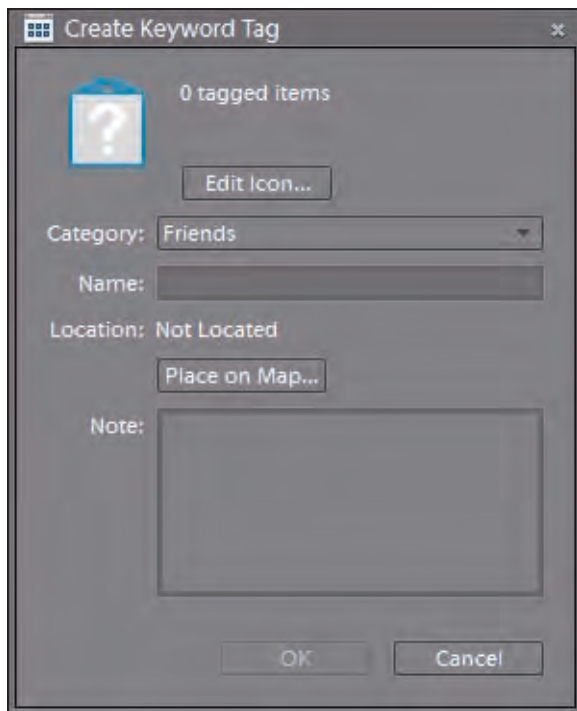 Create Keyword Tag
0 tagged items
Edit Icon...
Category: Friends
Name:
Location: Not Located
Place on Map...
Note:
OK
Cancel